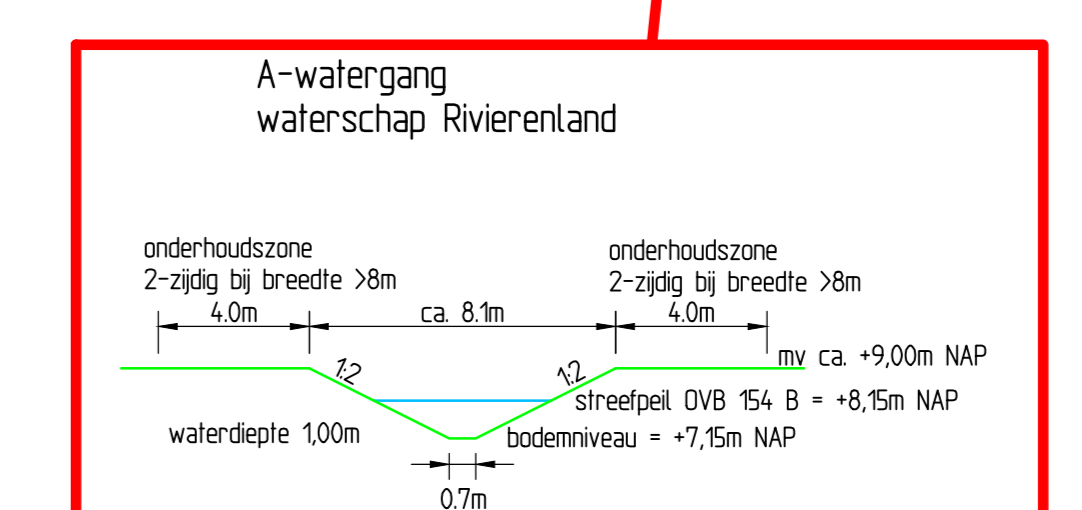 A-watergang
waterschap Rivierenland
onderhoudszone
2-zijdig bij breedte >8m
onderhoudszone
2-zijdig bij breedte >8m
4.0m
ca. 8.1m
4.0m
mv ca. +9,00m NAP
1:2
1:2
streefpeil OVB 154 B = +8,15m NAP
waterdiepte 1,00m
bodemniveau = +7,15m NAP
0.7m